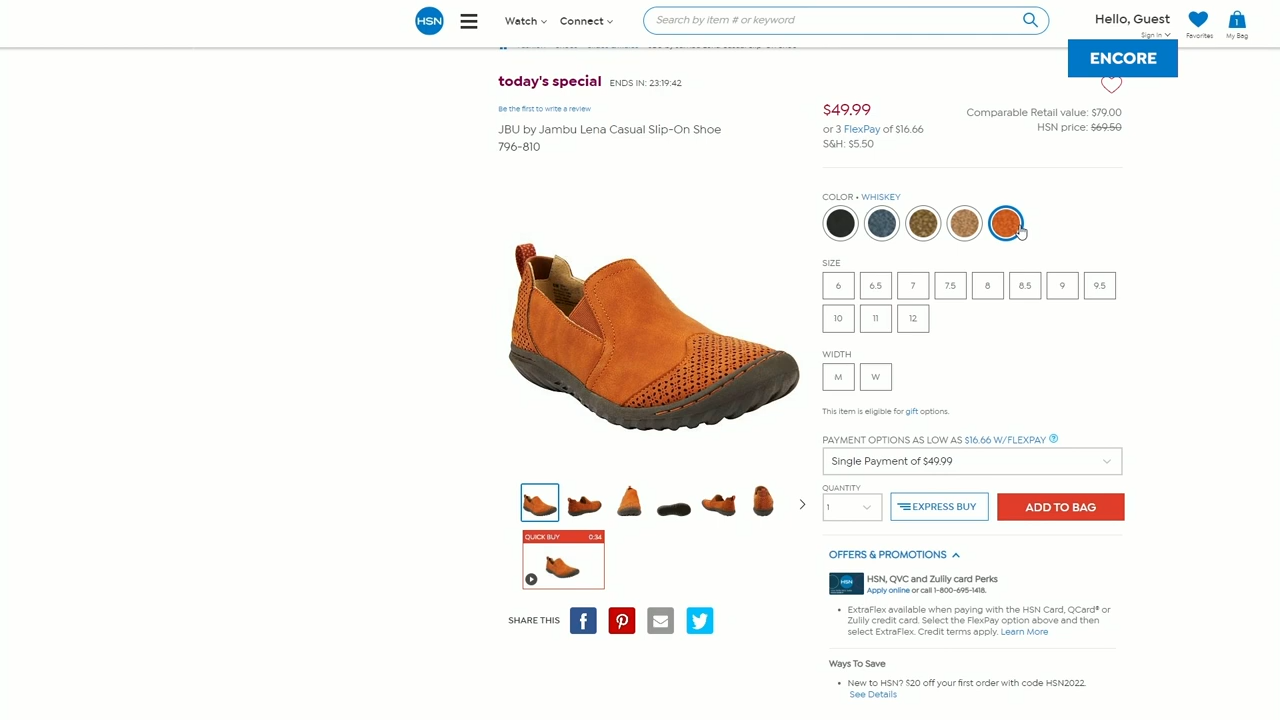 HSN
Watch
Connect
Search by item # or keyword
Hello, Guest
Sign In
Favorites
1
My Bag
ENCORE
today's special ENDS IN: 23:19:42
Be the first to write a review
JBU by Jambu Lena Casual Slip-On Shoe
796-810
$49.99
or 3 FlexPay of $16.66
S&H: $5.50
Comparable Retail value: $79.00
HSN price: $69.50
COLOR • WHISKEY
SIZE
6 6.5 7 7.5 8 8.5 9 9.5
10 11 12
WIDTH
M W
This item is eligible for gift options.
PAYMENT OPTIONS AS LOW AS $16.66 W/FLEXPAY ?
Single Payment of $49.99
QUANTITY
1
EXPRESS BUY
ADD TO BAG
QUICK BUY 0:34
SHARE THIS
OFFERS & PROMOTIONS
HSN
HSN, QVC and Zulily card Perks
Apply online or call 1-800-695-1418.
• ExtraFlex available when paying with the HSN Card, QCard® or
Zulily credit card. Select the FlexPay option above and then
select ExtraFlex. Credit terms apply. Learn More
Ways To Save
• New to HSN? $20 off your first order with code HSN2022.
See Details